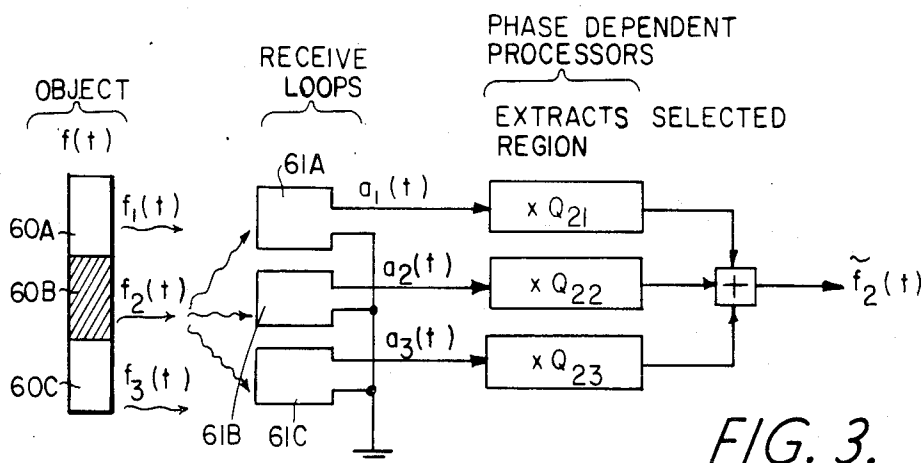 PHASE DEPENDENT
PROCESSORS
RECEIVE
LOOPS
OBJECT
f(t)
EXTRACTS SELECTED
REGION
61A
a₁(t)
x Q₂₁
60A
f₁(t)
60B
f₂(t)
a₂(t)
x Q₂₂
+
f̃₂(t)
60C
f₃(t)
a₃(t)
x Q₂₃
61B
61C
FIG. 3.